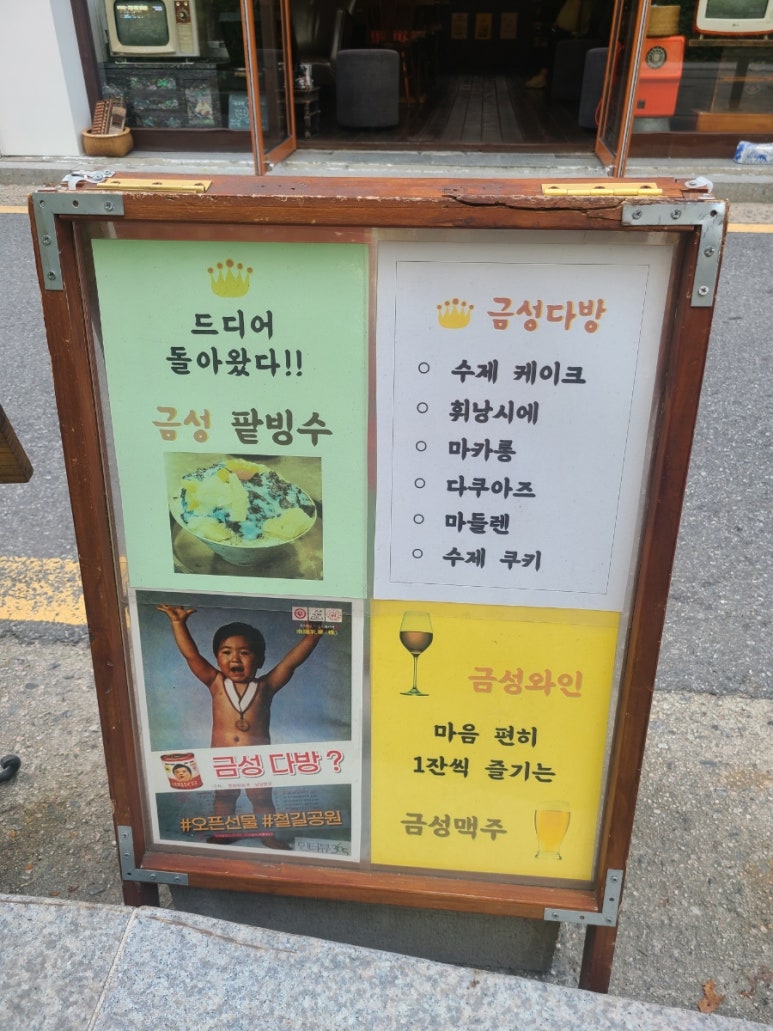 드디어
돌아왔다!!
금성 팥빙수
금성다방
수제 케이크
휘낭시에
마카롱
다쿠아즈
마들렌
수제 쿠키
금성 다방?
#오픈선물 #철길공원
금성와인
마음 편히
1잔씩 즐기는
금성맥주